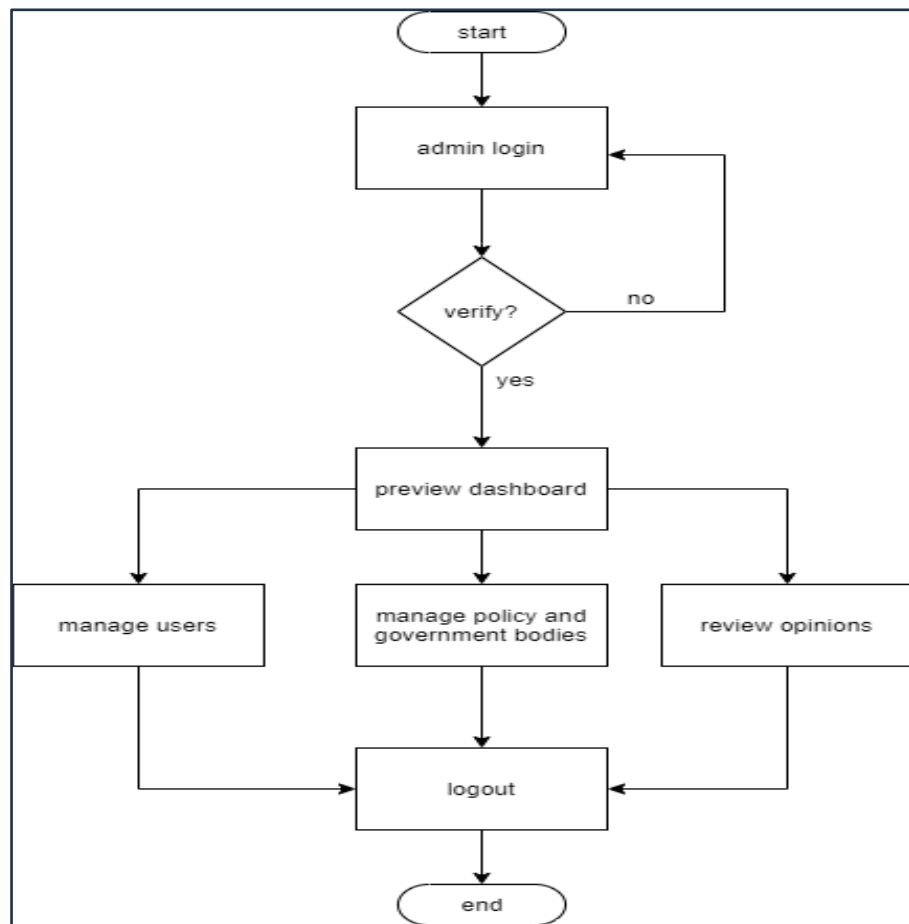 start
admin login
verify?
no
yes
preview dashboard
manage users
manage policy and
government bodies
review opinions
logout
end